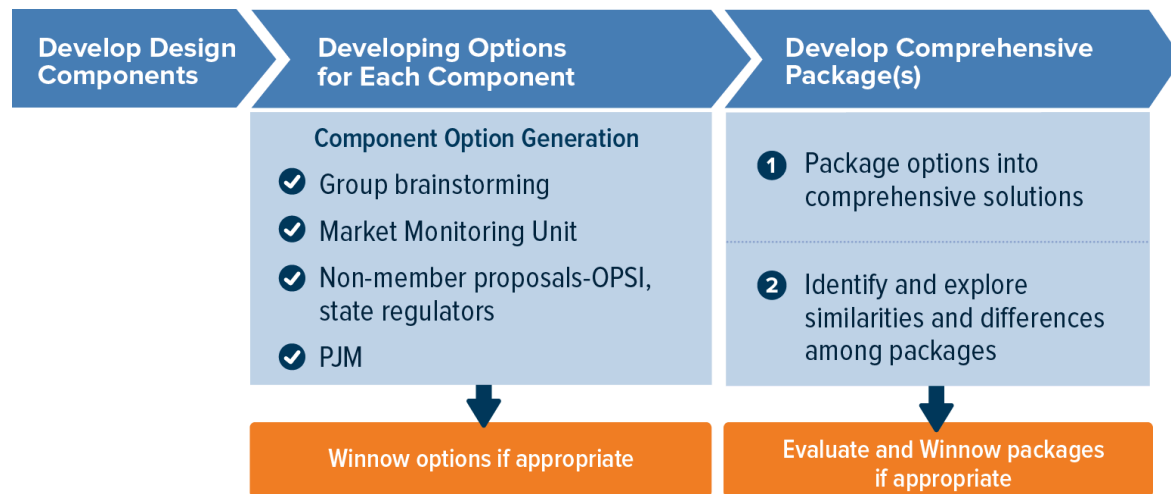 Develop Design
Components
Developing Options
for Each Component
Develop Comprehensive
Package(s)
Component Option Generation
Group brainstorming
Market Monitoring Unit
Non-member proposals-OPSI,
state regulators
PJM
Winnow options if appropriate
1 Package options into
comprehensive solutions
2 Identify and explore
similarities and differences
among packages
Evaluate and Winnow packages
if appropriate